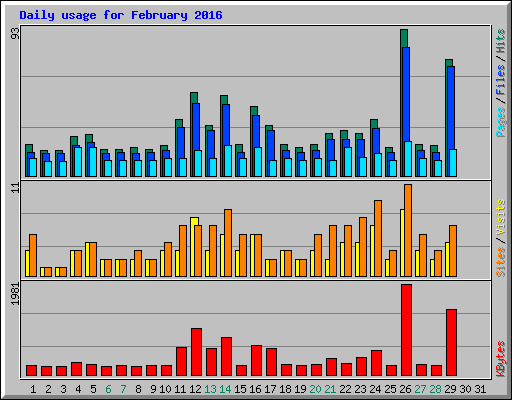 Daily usage for February 2016
93
Pages / Files / Hits
11
Sites / Visits
1981
KBytes
1 2 3 4 5 6 7 8 9 10 11 12 13 14 15 16 17 18 19 20 21 22 23 24 25 26 27 28 29 30 31